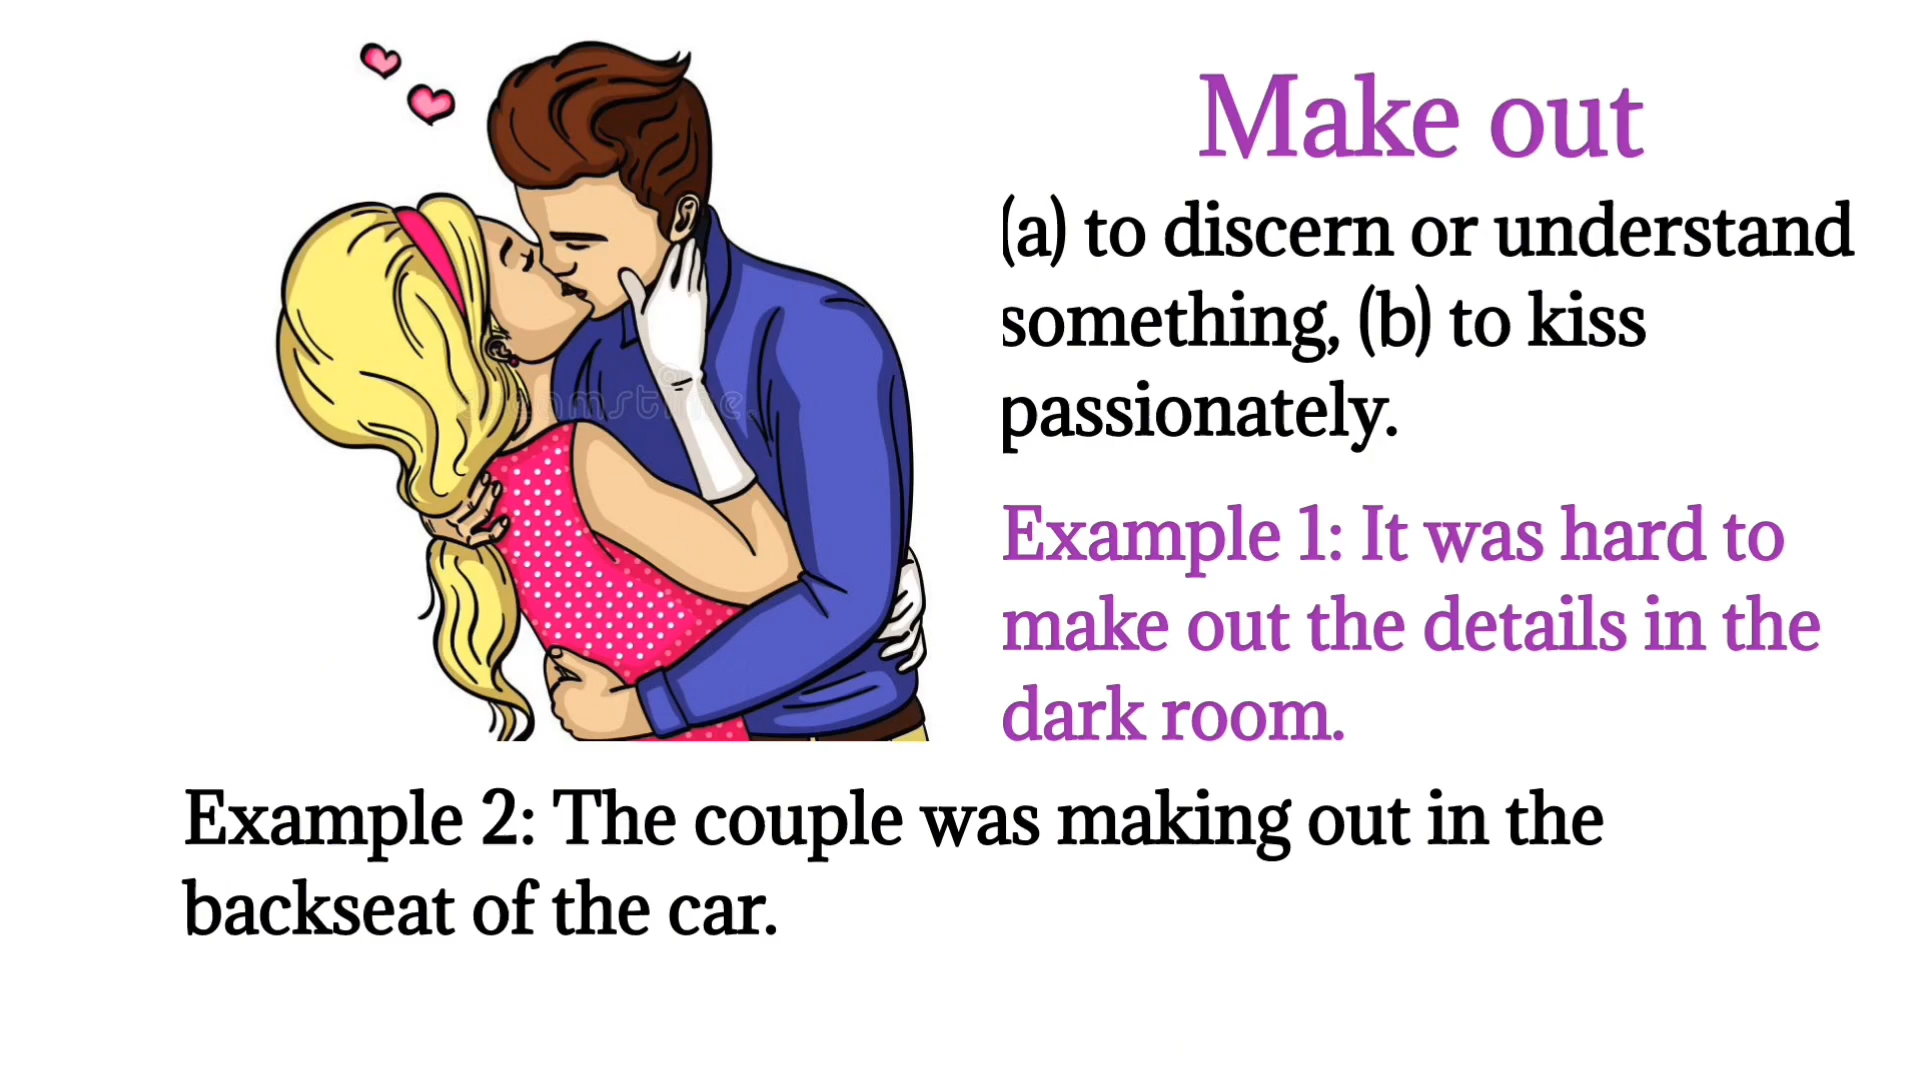 Make out
(a) to discern or understand
something, (b) to kiss
passionately.
Example 1: It was hard to
make out the details in the
dark room.
Example 2: The couple was making out in the
backseat of the car.